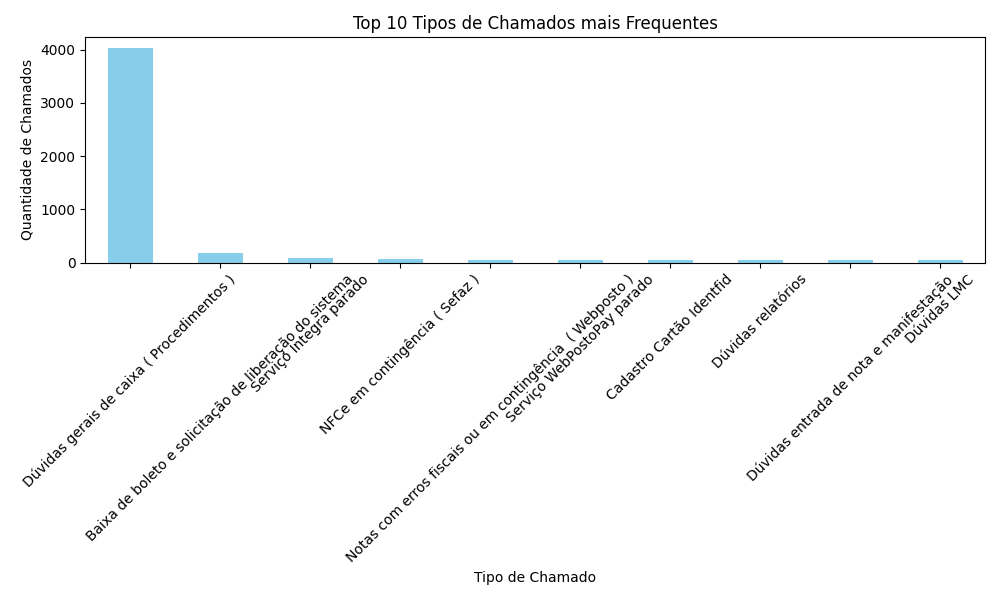 Top 10 Tipos de Chamados mais Frequentes
Quantidade de Chamados
4000
3000
2000
1000
0
Dúvidas gerais de caixa ( Procedimentos )
Baixa de boleto e solicitação de liberação do sistema
Serviço Integra parado
NFCe em contingência ( Sefaz )
Notas com erros fiscais ou em contingência  ( Webposto )
Serviço WebPostoPay parado
Cadastro Cartão Identfid
Dúvidas relatórios
Dúvidas entrada de nota e manifestação
Dúvidas LMC
Tipo de Chamado